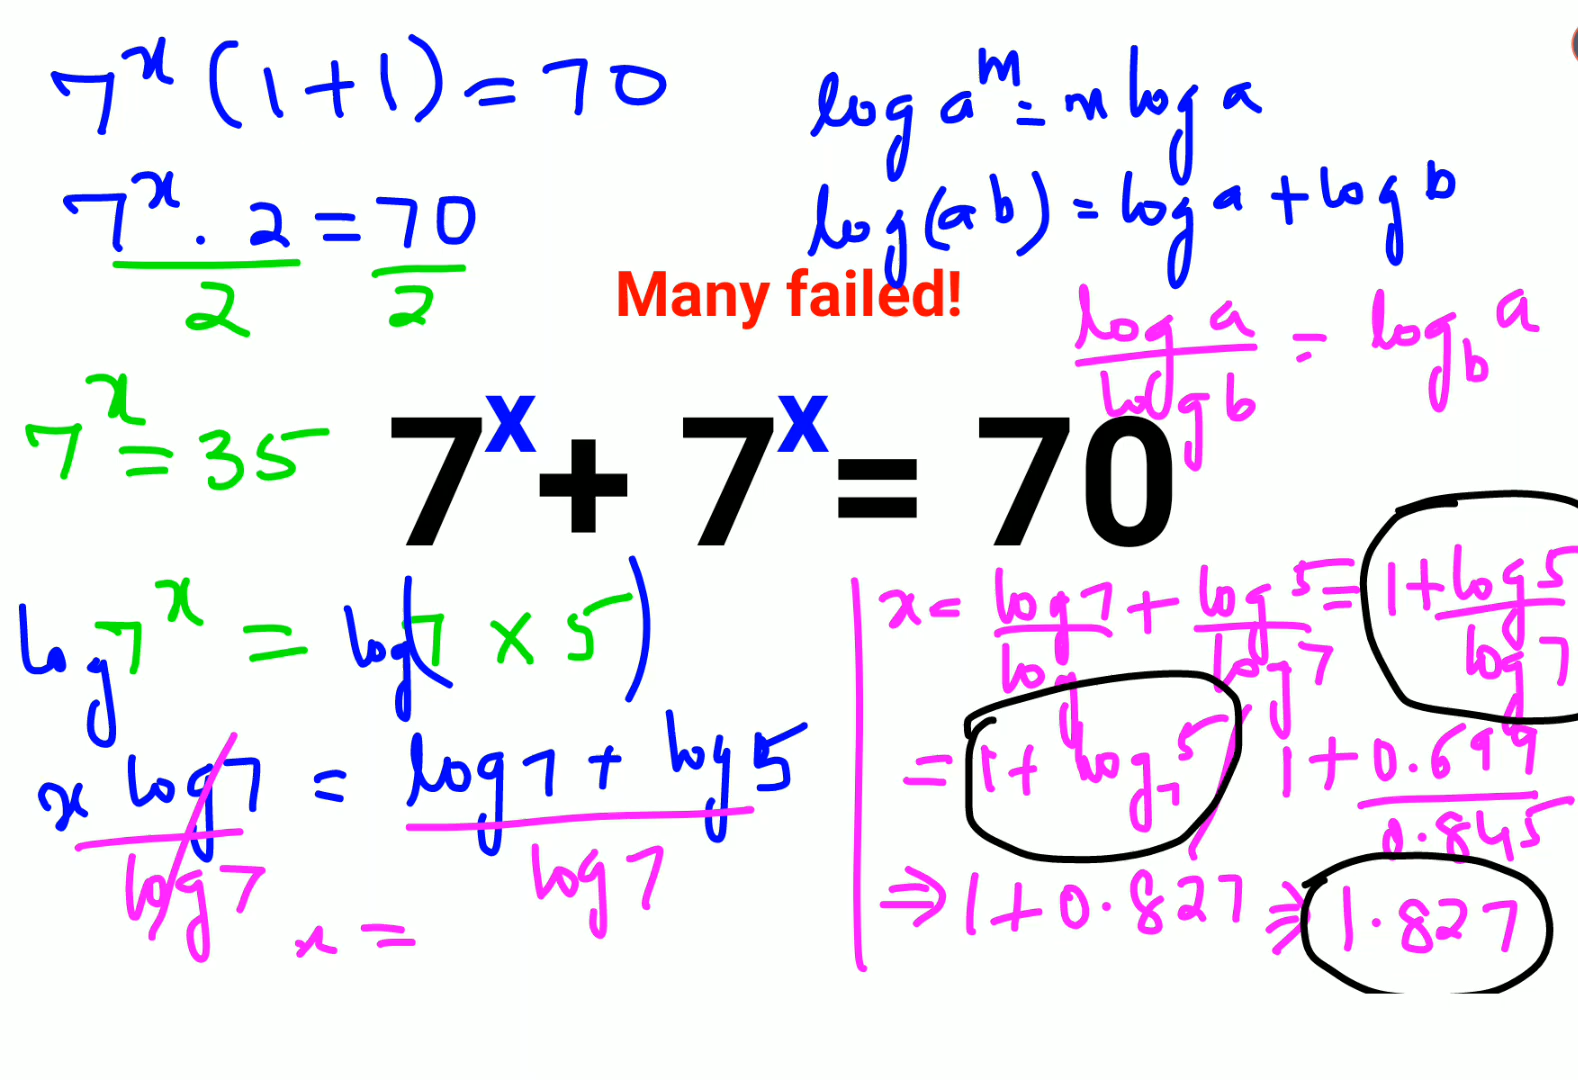 7^x (1+1) = 70
7^x . 2 / 2 = 70 / 2
7^x = 35
log 7^x = log(7 × 5)
x log 7 / log 7 = log 7 + log 5 / log 7
x =
log a^m = m log a
log(ab) = log a + log b
Many failed!
log a / log b = log_b a
7^x + 7^x = 70
x = log 7 / log + log 5 / log 7 = 1 + log 5 / log 7
= 1 + log_7 5
1 + 0.699 / 0.845
⇒ 1 + 0.827 ⇒ 1.827